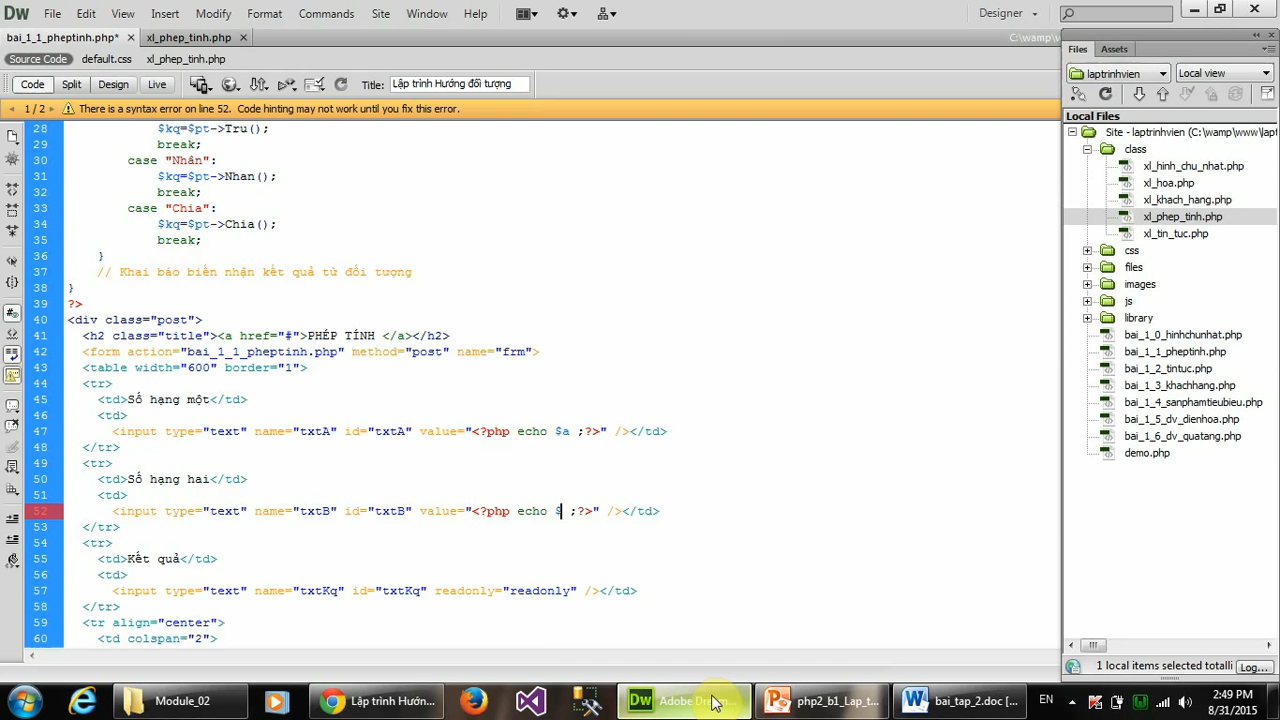 Dw File Edit View Insert Modify Format Commands Site Window Help Designer
bai_1_1_pheptinh.php* × xl_phep_tinh.php × C:\wamp\v
Source Code default.css xl_phep_tinh.php
Code Split Design Live Title: Lập trình Hướng đối tượng
1 / 2 There is a syntax error on line 52. Code hinting may not work until you fix this error.
28 $kq=$pt->Tru();
29 break;
30 case "Nhân":
31 $kq=$pt->Nhan();
32 break;
33 case "Chia":
34 $kq=$pt->Chia();
35 break;
36 }
37 // Khai báo biến nhận kết quả từ đối tượng
38 }
39 ?>
40 <div class="post">
41 <h2 class="title"><a href="#">PHÉP TÍNH </a></h2>
42 <form action="bai_1_1_pheptinh.php" method="post" name="frm">
43 <table width="600" border="1">
44 <tr>
45 <td>Số hạng một</td>
46 <td>
47 <input type="text" name="txtA" id="txtA" value="<?php echo $a ;?>" /></td>
48 </tr>
49 <tr>
50 <td>Số hạng hai</td>
51 <td>
52 <input type="text" name="txtB" id="txtB" value="<?php echo $ ;?>" /></td>
53 </tr>
54 <tr>
55 <td>Kết quả</td>
56 <td>
57 <input type="text" name="txtKq" id="txtKq" readonly="readonly" /></td>
58 </tr>
59 <tr align="center">
60 <td colspan="2">
Files Assets
laptrinhvien Local view
Local Files
Site - laptrinhvien (C:\wamp\www\lapt
class
xl_hinh_chu_nhat.php
xl_hoa.php
xl_khach_hang.php
xl_phep_tinh.php
xl_tin_tuc.php
css
files
images
js
library
bai_1_0_hinhchunhat.php
bai_1_1_pheptinh.php
bai_1_2_tintuc.php
bai_1_3_khachhang.php
bai_1_4_sanphamtieubieu.php
bai_1_5_dv_dienhoa.php
bai_1_6_dv_quatang.php
demo.php
1 local items selected totalli Log...
Module_02 Lập trình Hướn... Dw Adobe Drea... php2_b1_Lap_t... bai_tap_2.doc [... EN 2:49 PM
8/31/2015